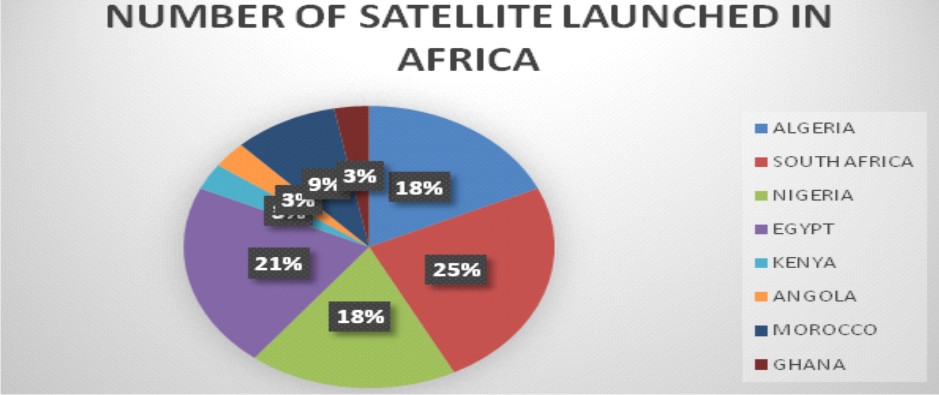 NUMBER OF SATELLITE LAUNCHED IN
AFRICA
ALGERIA
SOUTH AFRICA
NIGERIA
EGYPT
KENYA
ANGOLA
MOROCCO
GHANA
9%
3%
18%
3%
21%
25%
18%